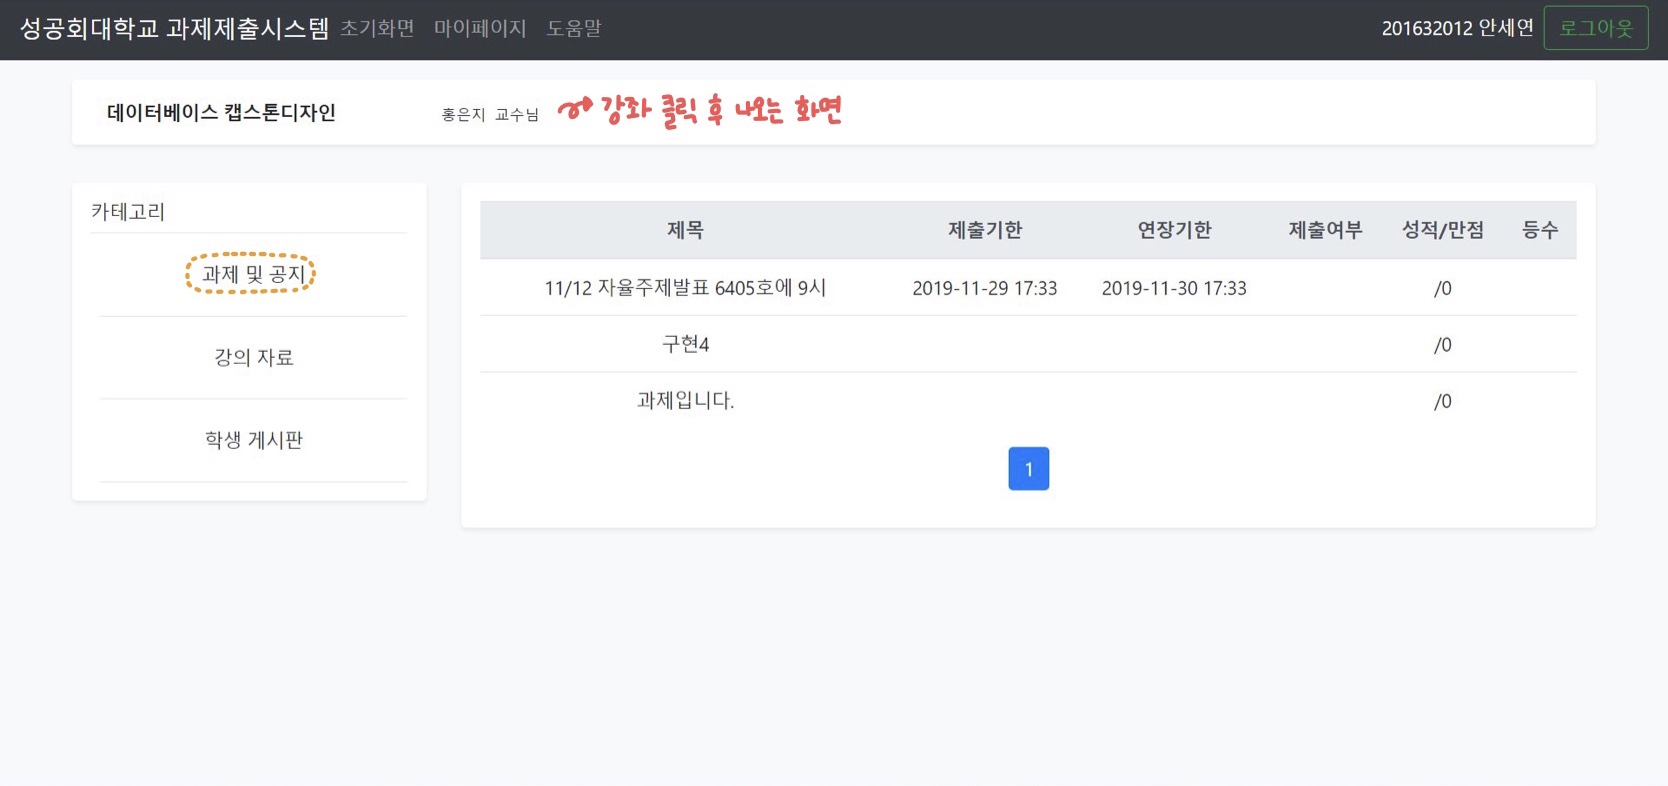 성공회대학교 과제제출시스템 초기화면 마이페이지 도움말 201632012 안세연 로그아웃
데이터베이스 캡스톤디자인 홍은지 교수님 강좌 클릭 후 나오는 화면
카테고리
과제 및 공지
강의 자료
학생 게시판
제목 제출기한 연장기한 제출여부 성적/만점 등수
11/12 자율주제발표 6405호에 9시 2019-11-29 17:33 2019-11-30 17:33 /0
구현4 /0
과제입니다. /0
1